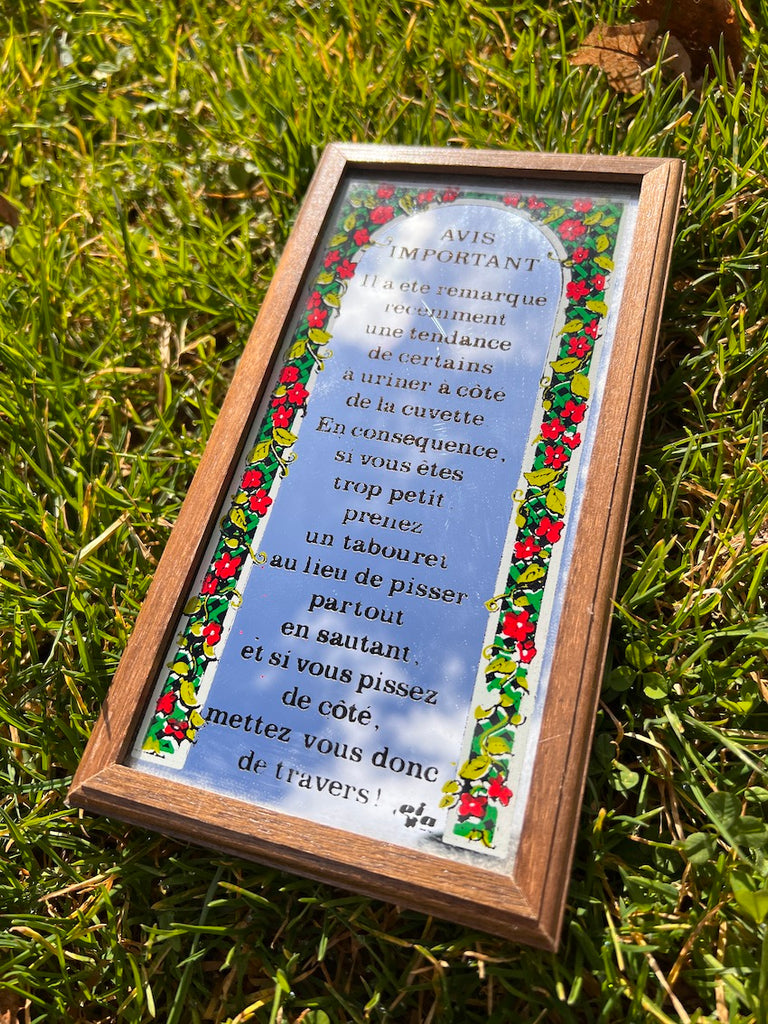 AVIS
IMPORTANT
Il a ete remarque
recemment
une tendance
de certains
à uriner à côté
de la cuvette
En consequence,
si vous êtes
trop petit,
prenez
un tabouret
au lieu de pisser
partout
en sautant,
et si vous pissez
de côté,
mettez vous donc
de travers!